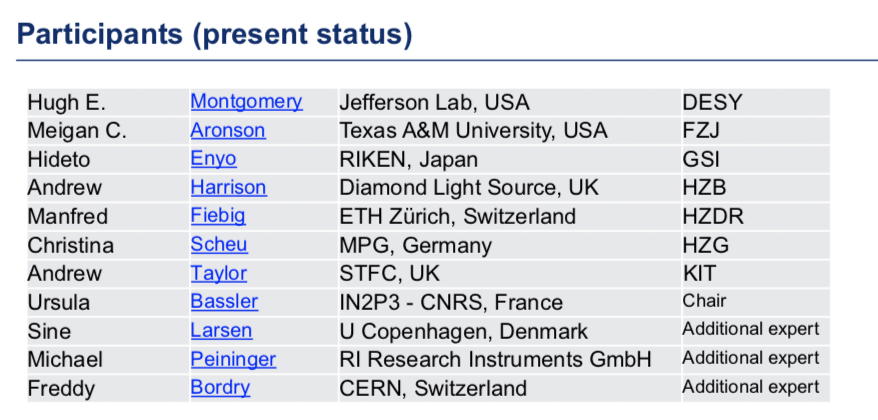 Participants (present status)
Hugh E. Montgomery Jefferson Lab, USA DESY
Meigan C. Aronson Texas A&M University, USA FZJ
Hideto Enyo RIKEN, Japan GSI
Andrew Harrison Diamond Light Source, UK HZB
Manfred Fiebig ETH Zürich, Switzerland HZDR
Christina Scheu MPG, Germany HZG
Andrew Taylor STFC, UK KIT
Ursula Bassler IN2P3 - CNRS, France Chair
Sine Larsen U Copenhagen, Denmark Additional expert
Michael Peininger RI Research Instruments GmbH Additional expert
Freddy Bordry CERN, Switzerland Additional expert